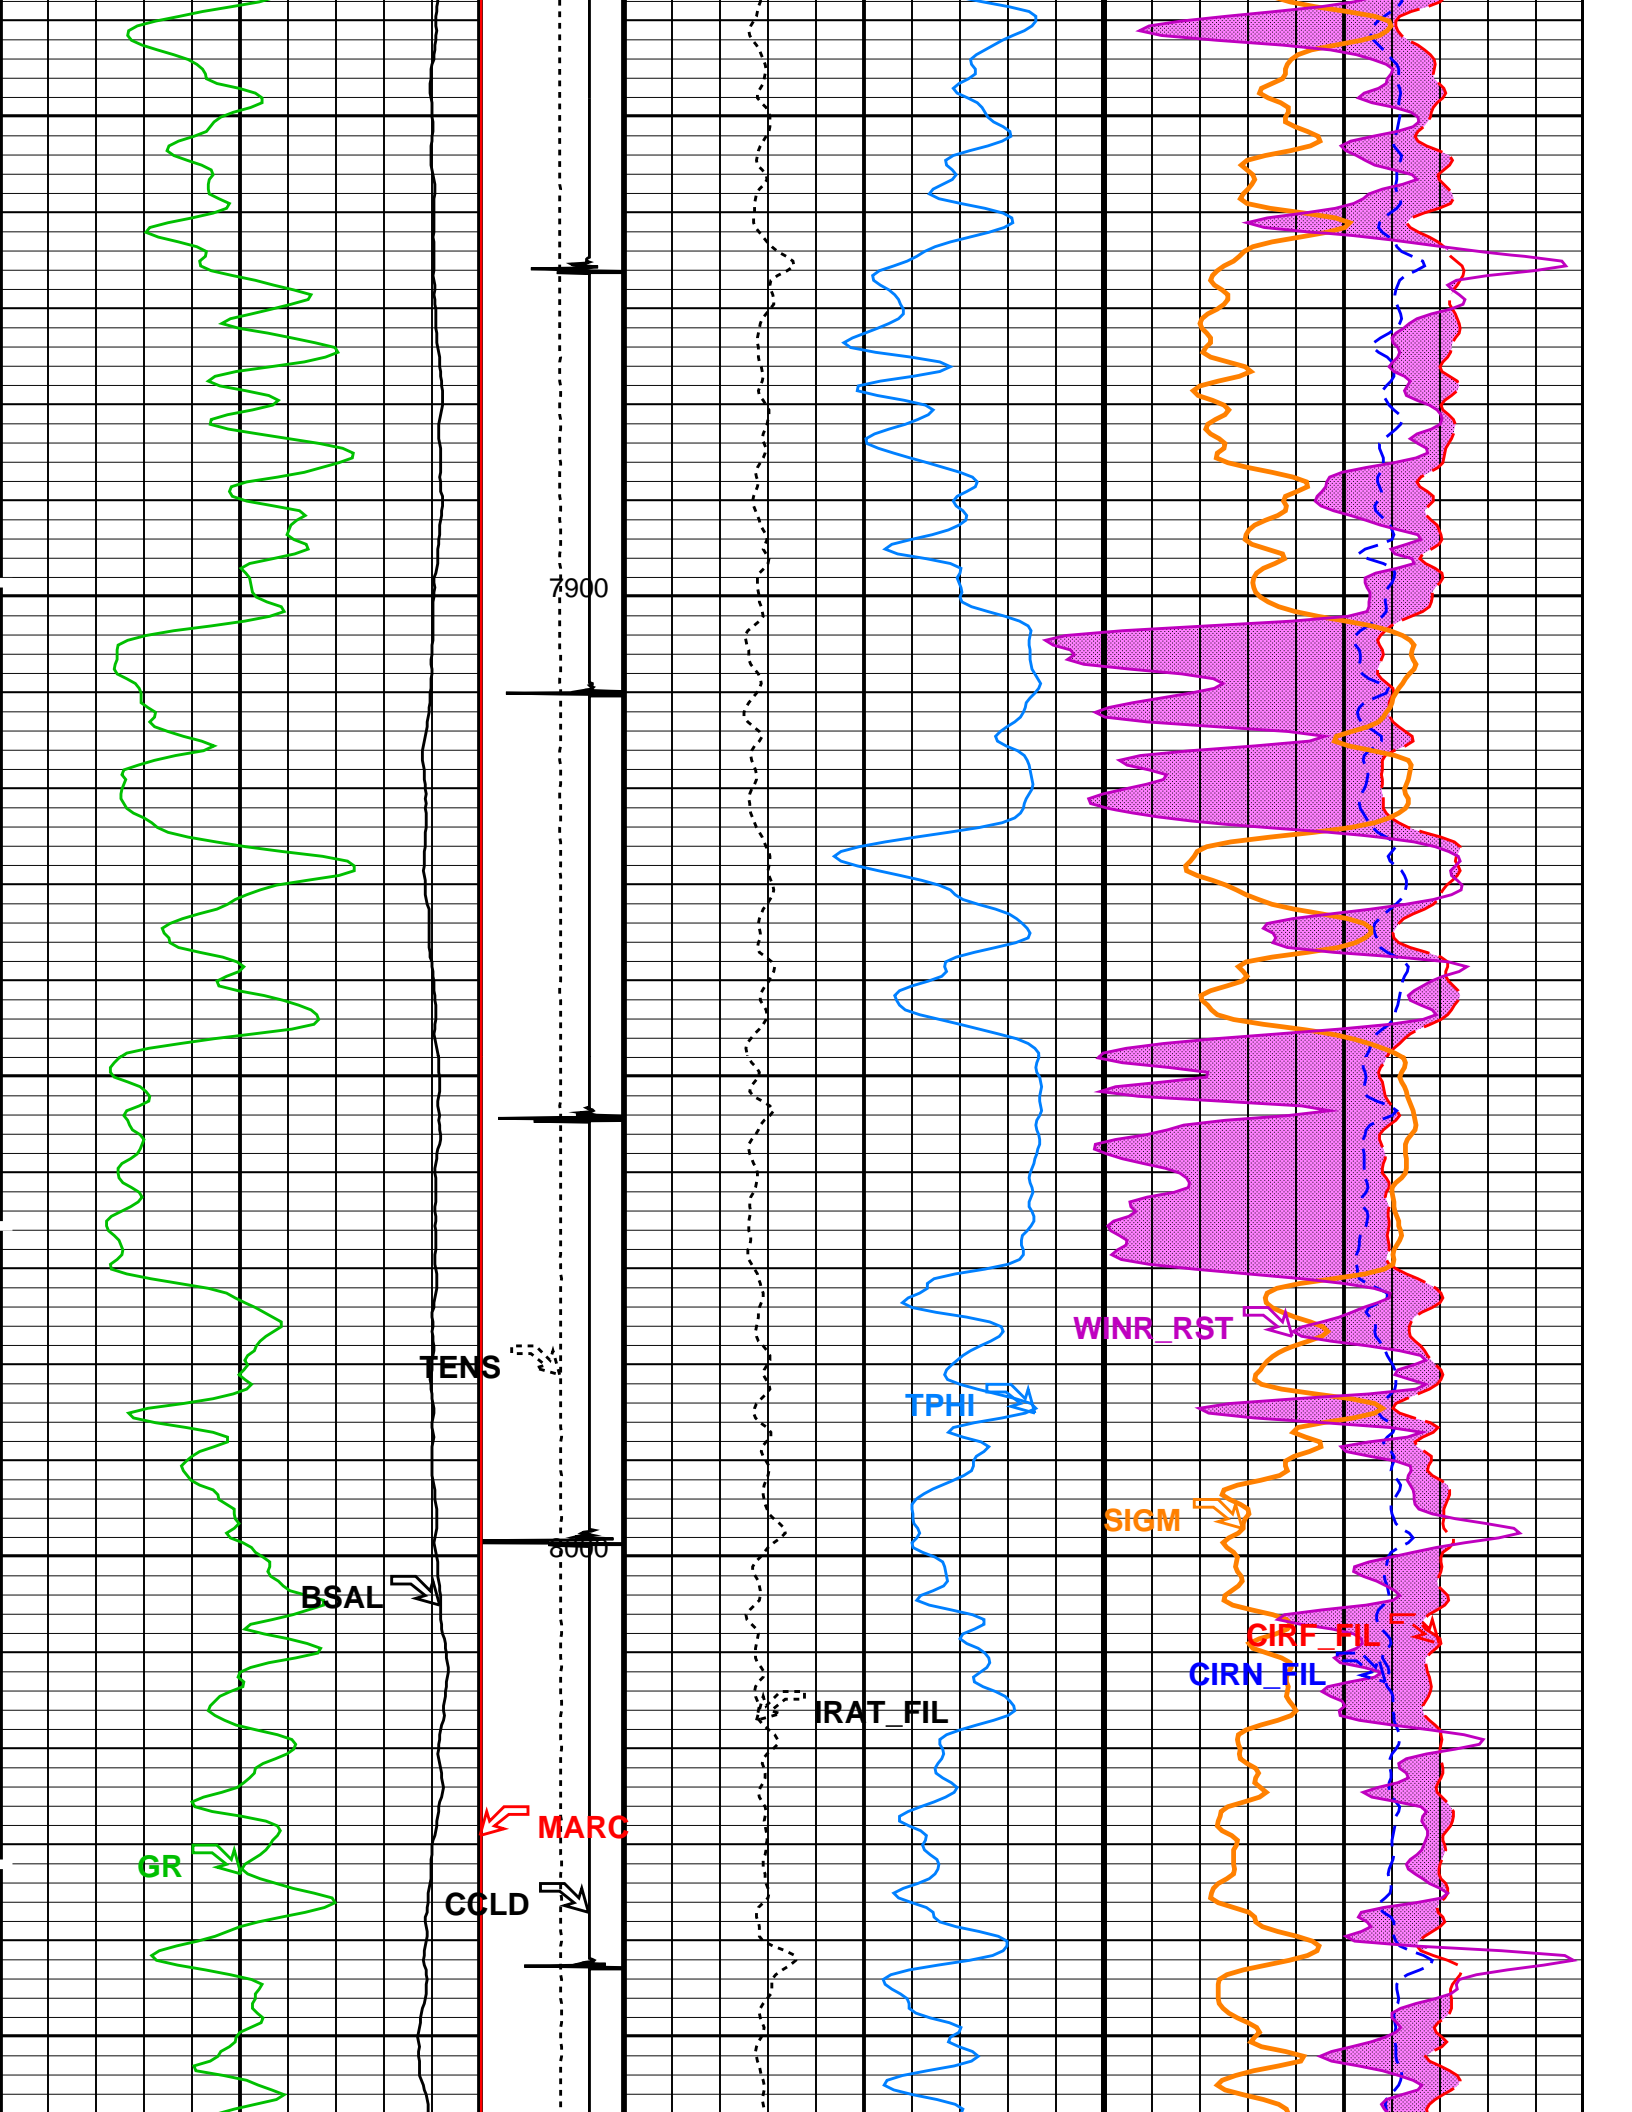 7900
WINR_RST
TENS
TPHI
SIGM
8000
BSAL
CIRF_FIL
CIRN_FIL
IRAT_FIL
MARC
GR
CCLD